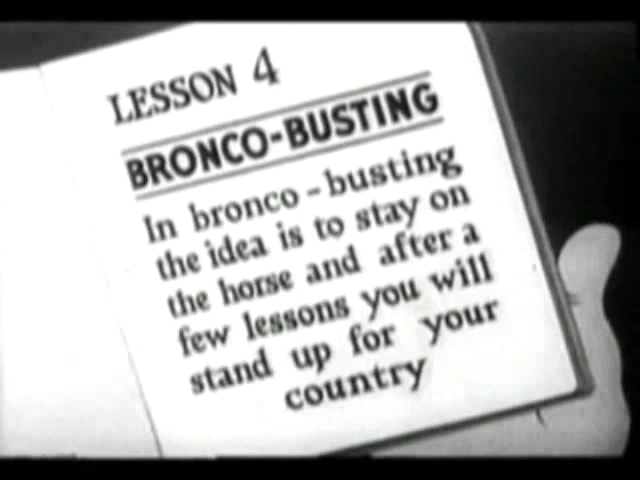 LESSON 4
BRONCO-BUSTING
In bronco-busting
the idea is to stay on
the horse and after a
few lessons you will
stand up for your
country